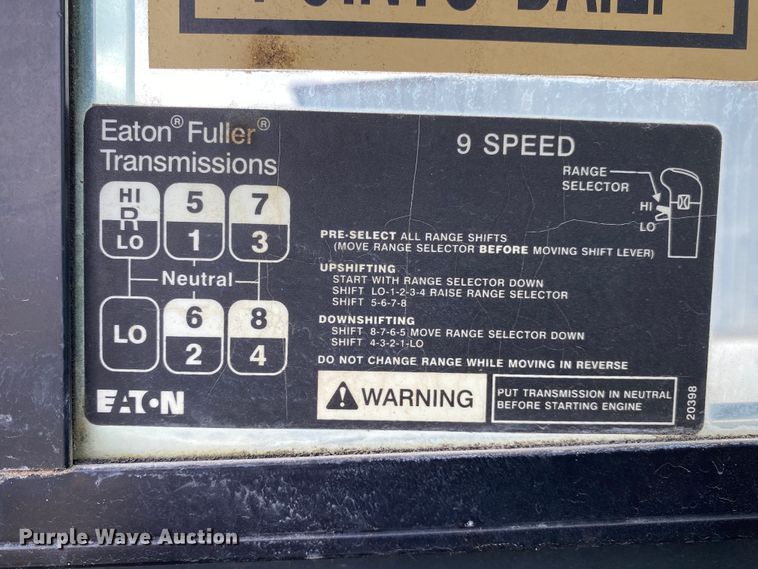 Eaton® Fuller®
Transmissions
9 SPEED
HI
R
LO
5
1
7
3
Neutral
LO
6
2
8
4
RANGE
SELECTOR
HI
LO
PRE-SELECT ALL RANGE SHIFTS
(MOVE RANGE SELECTOR BEFORE MOVING SHIFT LEVER)
UPSHIFTING
START WITH RANGE SELECTOR DOWN
SHIFT LO-1-2-3-4 RAISE RANGE SELECTOR
SHIFT 5-6-7-8
DOWNSHIFTING
SHIFT 8-7-6-5 MOVE RANGE SELECTOR DOWN
SHIFT 4-3-2-1-LO
DO NOT CHANGE RANGE WHILE MOVING IN REVERSE
EATON
WARNING
PUT TRANSMISSION IN NEUTRAL
BEFORE STARTING ENGINE
20398
Purple Wave Auction